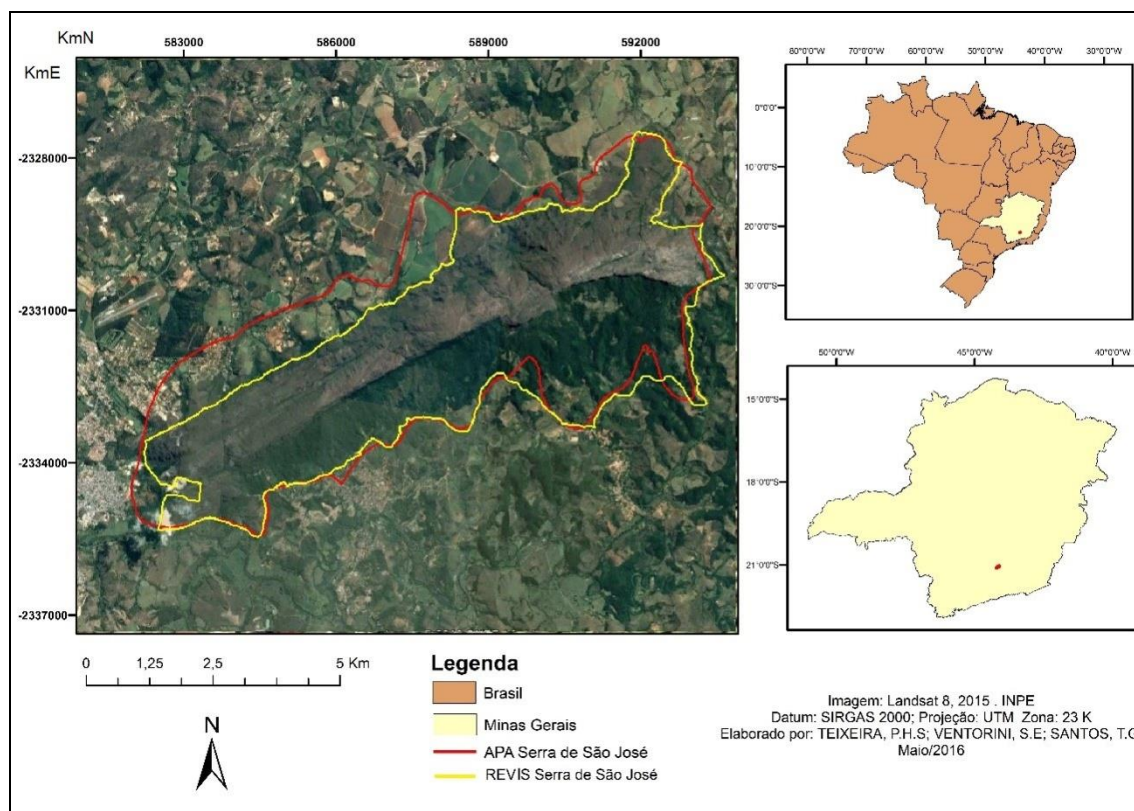 KmN
583000 586000 589000 592000
KmE
-2328000
-2331000
-2334000
-2337000
80°0'0"W 70°0'0"W 60°0'0"W 50°0'0"W 40°0'0"W 30°0'0"W
0°0'0"
10°0'0"S
20°0'0"S
30°0'0"S
50°0'0"W 45°0'0"W 40°0'0"W
15°0'0"S
18°0'0"S
21°0'0"S
0 1,25 2,5 5 Km
N
Legenda
Brasil
Minas Gerais
APA Serra de São José
REVIS Serra de São José
Imagem: Landsat 8, 2015 . INPE
Datum: SIRGAS 2000; Projeção: UTM Zona: 23 K
Elaborado por: TEIXEIRA, P.H.S; VENTORINI, S.E; SANTOS, T.G
Maio/2016